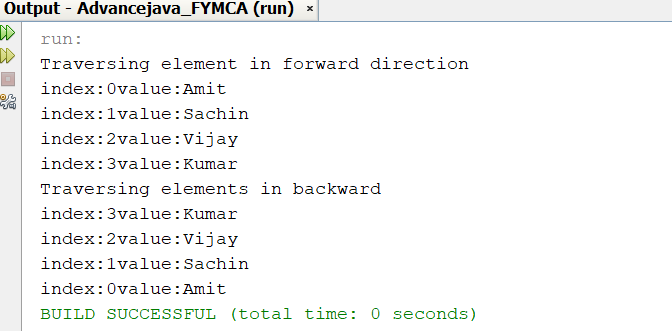 Output - Advancejava_FYMCA (run) ×
run:
Traversing element in forward direction
index:0value:Amit
index:1value:Sachin
index:2value:Vijay
index:3value:Kumar
Traversing elements in backward
index:3value:Kumar
index:2value:Vijay
index:1value:Sachin
index:0value:Amit
BUILD SUCCESSFUL (total time: 0 seconds)